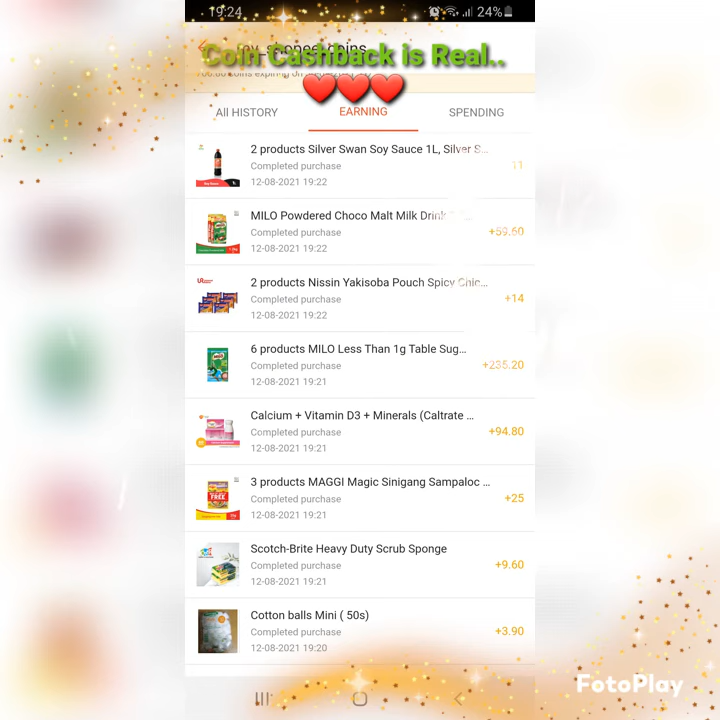 19:24
24%
Coin Cashback is Real..
All HISTORY
EARNING
SPENDING
2 products Silver Swan Soy Sauce 1L, Silver S...
Completed purchase
11
12-08-2021 19:22
MILO Powdered Choco Malt Milk Drink
Completed purchase
+59.60
12-08-2021 19:22
2 products Nissin Yakisoba Pouch Spicy Chic...
Completed purchase
+14
12-08-2021 19:22
6 products MILO Less Than 1g Table Sug...
Completed purchase
+235.20
12-08-2021 19:21
Calcium + Vitamin D3 + Minerals (Caltrate ...
Completed purchase
+94.80
12-08-2021 19:21
3 products MAGGI Magic Sinigang Sampaloc ...
Completed purchase
+25
12-08-2021 19:21
FREE
Scotch-Brite Heavy Duty Scrub Sponge
Completed purchase
+9.60
12-08-2021 19:21
Cotton balls Mini ( 50s)
Completed purchase
+3.90
12-08-2021 19:20
FotoPlay